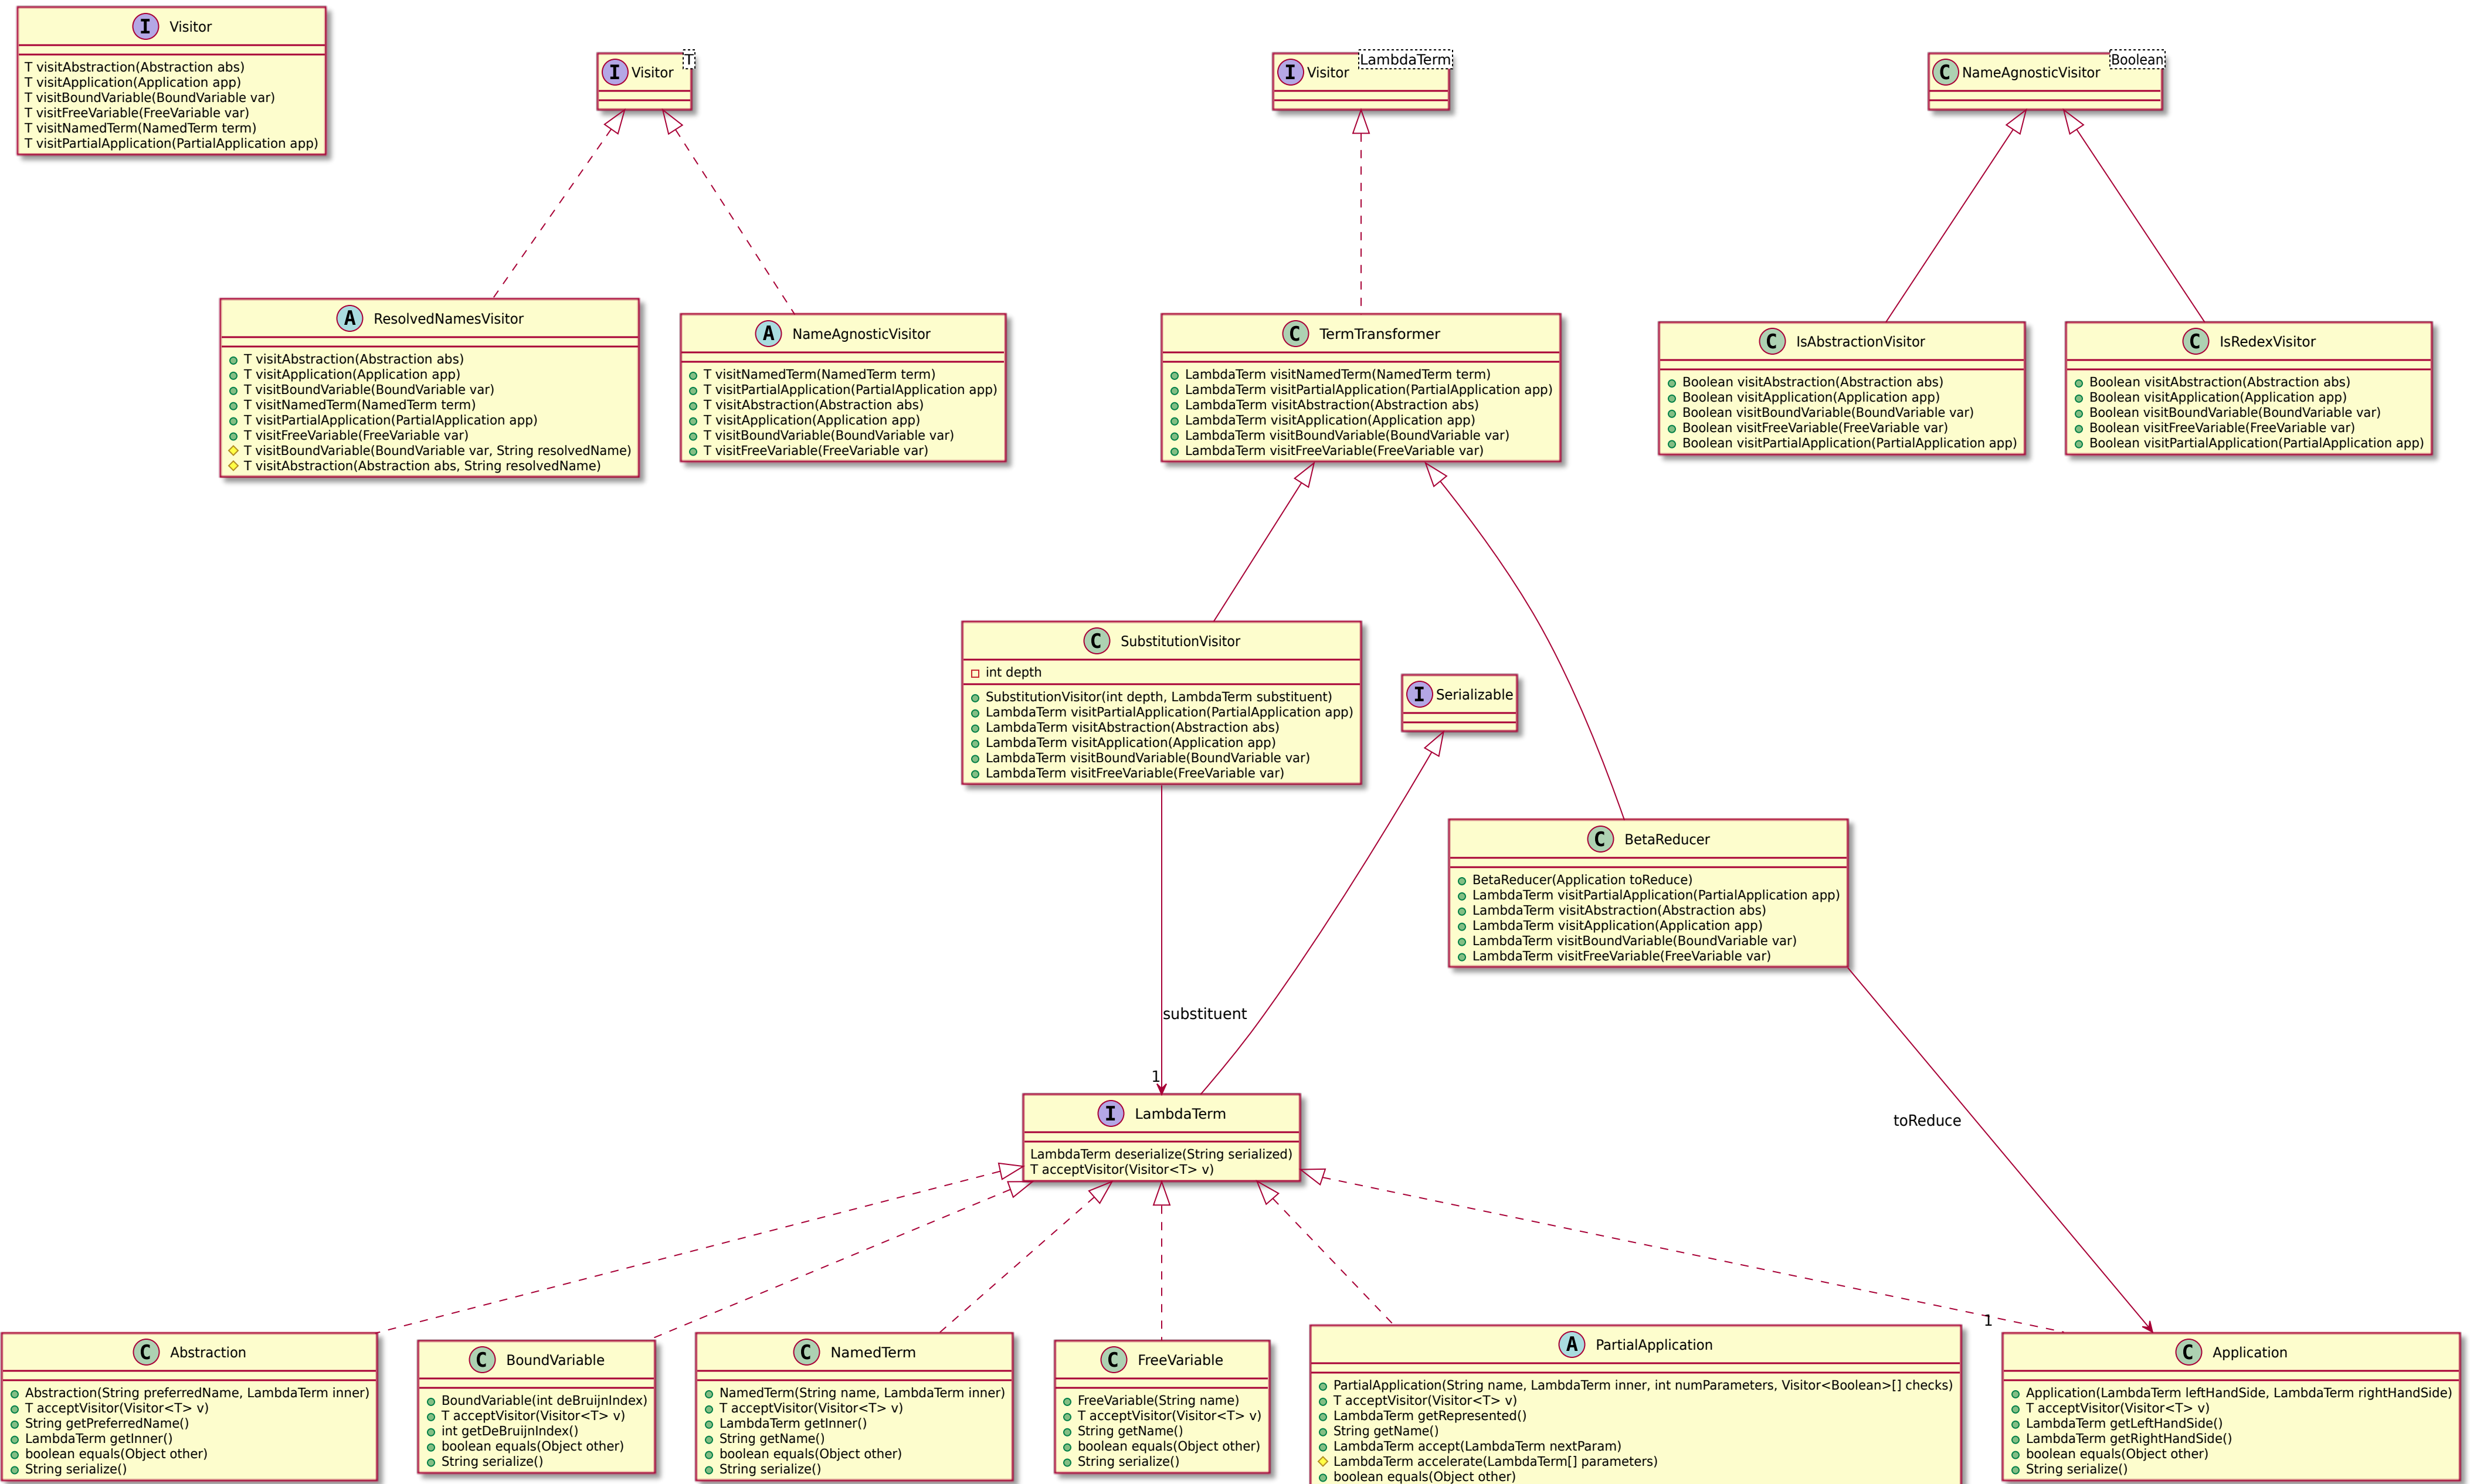 I Visitor
T visitAbstraction(Abstraction abs)
T visitApplication(Application app)
T visitBoundVariable(BoundVariable var)
T visitFreeVariable(FreeVariable var)
T visitNamedTerm(NamedTerm term)
T visitPartialApplication(PartialApplication app)
I Visitor T
I Visitor LambdaTerm
C NameAgnosticVisitor Boolean
A ResolvedNamesVisitor
T visitAbstraction(Abstraction abs)
T visitApplication(Application app)
T visitBoundVariable(BoundVariable var)
T visitNamedTerm(NamedTerm term)
T visitPartialApplication(PartialApplication app)
T visitFreeVariable(FreeVariable var)
T visitBoundVariable(BoundVariable var, String resolvedName)
T visitAbstraction(Abstraction abs, String resolvedName)
A NameAgnosticVisitor
T visitNamedTerm(NamedTerm term)
T visitPartialApplication(PartialApplication app)
T visitAbstraction(Abstraction abs)
T visitApplication(Application app)
T visitBoundVariable(BoundVariable var)
T visitFreeVariable(FreeVariable var)
C TermTransformer
LambdaTerm visitNamedTerm(NamedTerm term)
LambdaTerm visitPartialApplication(PartialApplication app)
LambdaTerm visitAbstraction(Abstraction abs)
LambdaTerm visitApplication(Application app)
LambdaTerm visitBoundVariable(BoundVariable var)
LambdaTerm visitFreeVariable(FreeVariable var)
C IsAbstractionVisitor
Boolean visitAbstraction(Abstraction abs)
Boolean visitApplication(Application app)
Boolean visitBoundVariable(BoundVariable var)
Boolean visitFreeVariable(FreeVariable var)
Boolean visitPartialApplication(PartialApplication app)
C IsRedexVisitor
Boolean visitAbstraction(Abstraction abs)
Boolean visitApplication(Application app)
Boolean visitBoundVariable(BoundVariable var)
Boolean visitFreeVariable(FreeVariable var)
Boolean visitPartialApplication(PartialApplication app)
C SubstitutionVisitor
int depth
SubstitutionVisitor(int depth, LambdaTerm substituent)
LambdaTerm visitPartialApplication(PartialApplication app)
LambdaTerm visitAbstraction(Abstraction abs)
LambdaTerm visitApplication(Application app)
LambdaTerm visitBoundVariable(BoundVariable var)
LambdaTerm visitFreeVariable(FreeVariable var)
I Serializable
C BetaReducer
BetaReducer(Application toReduce)
LambdaTerm visitPartialApplication(PartialApplication app)
LambdaTerm visitAbstraction(Abstraction abs)
LambdaTerm visitApplication(Application app)
LambdaTerm visitBoundVariable(BoundVariable var)
LambdaTerm visitFreeVariable(FreeVariable var)
substituent
1
toReduce
1
I LambdaTerm
LambdaTerm deserialize(String serialized)
T acceptVisitor(Visitor<T> v)
C Abstraction
Abstraction(String preferredName, LambdaTerm inner)
T acceptVisitor(Visitor<T> v)
String getPreferredName()
LambdaTerm getInner()
boolean equals(Object other)
String serialize()
C BoundVariable
BoundVariable(int deBruijnIndex)
T acceptVisitor(Visitor<T> v)
int getDeBruijnIndex()
boolean equals(Object other)
String serialize()
C NamedTerm
NamedTerm(String name, LambdaTerm inner)
T acceptVisitor(Visitor<T> v)
LambdaTerm getInner()
String getName()
boolean equals(Object other)
String serialize()
C FreeVariable
FreeVariable(String name)
T acceptVisitor(Visitor<T> v)
String getName()
boolean equals(Object other)
String serialize()
A PartialApplication
PartialApplication(String name, LambdaTerm inner, int numParameters, Visitor<Boolean>[] checks)
T acceptVisitor(Visitor<T> v)
LambdaTerm getRepresented()
String getName()
LambdaTerm accept(LambdaTerm nextParam)
LambdaTerm accelerate(LambdaTerm[] parameters)
boolean equals(Object other)
C Application
Application(LambdaTerm leftHandSide, LambdaTerm rightHandSide)
T acceptVisitor(Visitor<T> v)
LambdaTerm getLeftHandSide()
LambdaTerm getRightHandSide()
boolean equals(Object other)
String serialize()